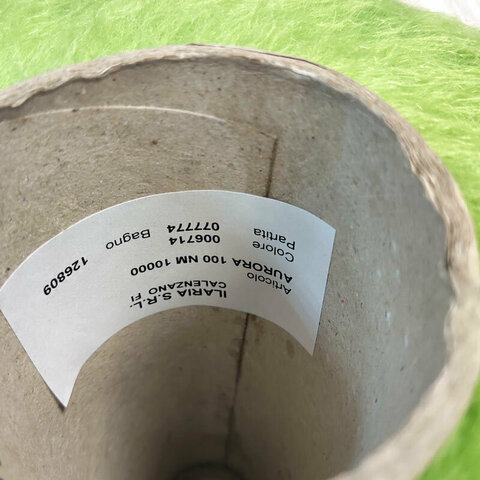 ILARIA S.R.L.
CALENZANO FI
Articolo
AURORA 100 NM 10000
Colore 006714 Bagno 126809
Partita 077774